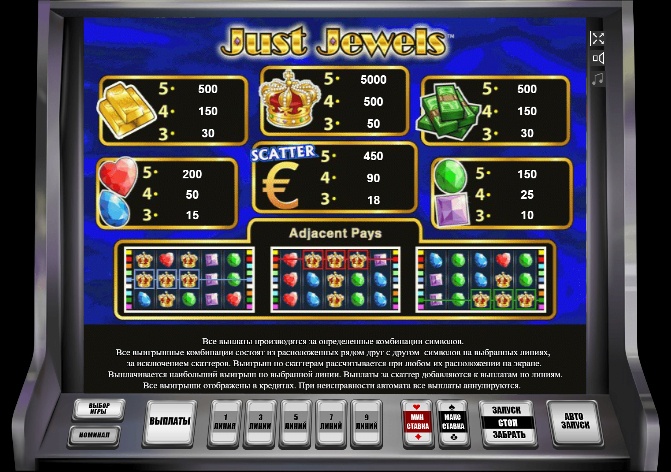 Just Jewels™
5· 500
4· 150
3· 30
5· 5000
4· 500
3· 50
5· 500
4· 150
3· 30
5· 200
4· 50
3· 15
SCATTER
€
5· 450
4· 90
3· 18
5· 150
4· 25
3· 10
Adjacent Pays
Все выплаты производятся за определенные комбинации символов.
Все выигрышные комбинации состоят из расположенных рядом друг с другом символов на выбранных линиях,
за исключением скаттеров. Выигрыш по скаттерам рассчитывается при любом их расположении на экране.
Выплачивается наибольший выигрыш по выбранной линии. Выплаты за скаттер добавляются к выплатам по линиям.
Все выигрыши отображены в кредитах. При неисправности автомата все выплаты аннулируются.
ВЫБОР
ИГРЫ
НОМИНАЛ
ВЫПЛАТЫ
1
ЛИНИЯ
3
ЛИНИИ
5
ЛИНИЙ
7
ЛИНИЙ
9
ЛИНИЙ
МИН
СТАВКА
МАКС
СТАВКА
ЗАПУСК
СТОП
ЗАБРАТЬ
АВТО
ЗАПУСК